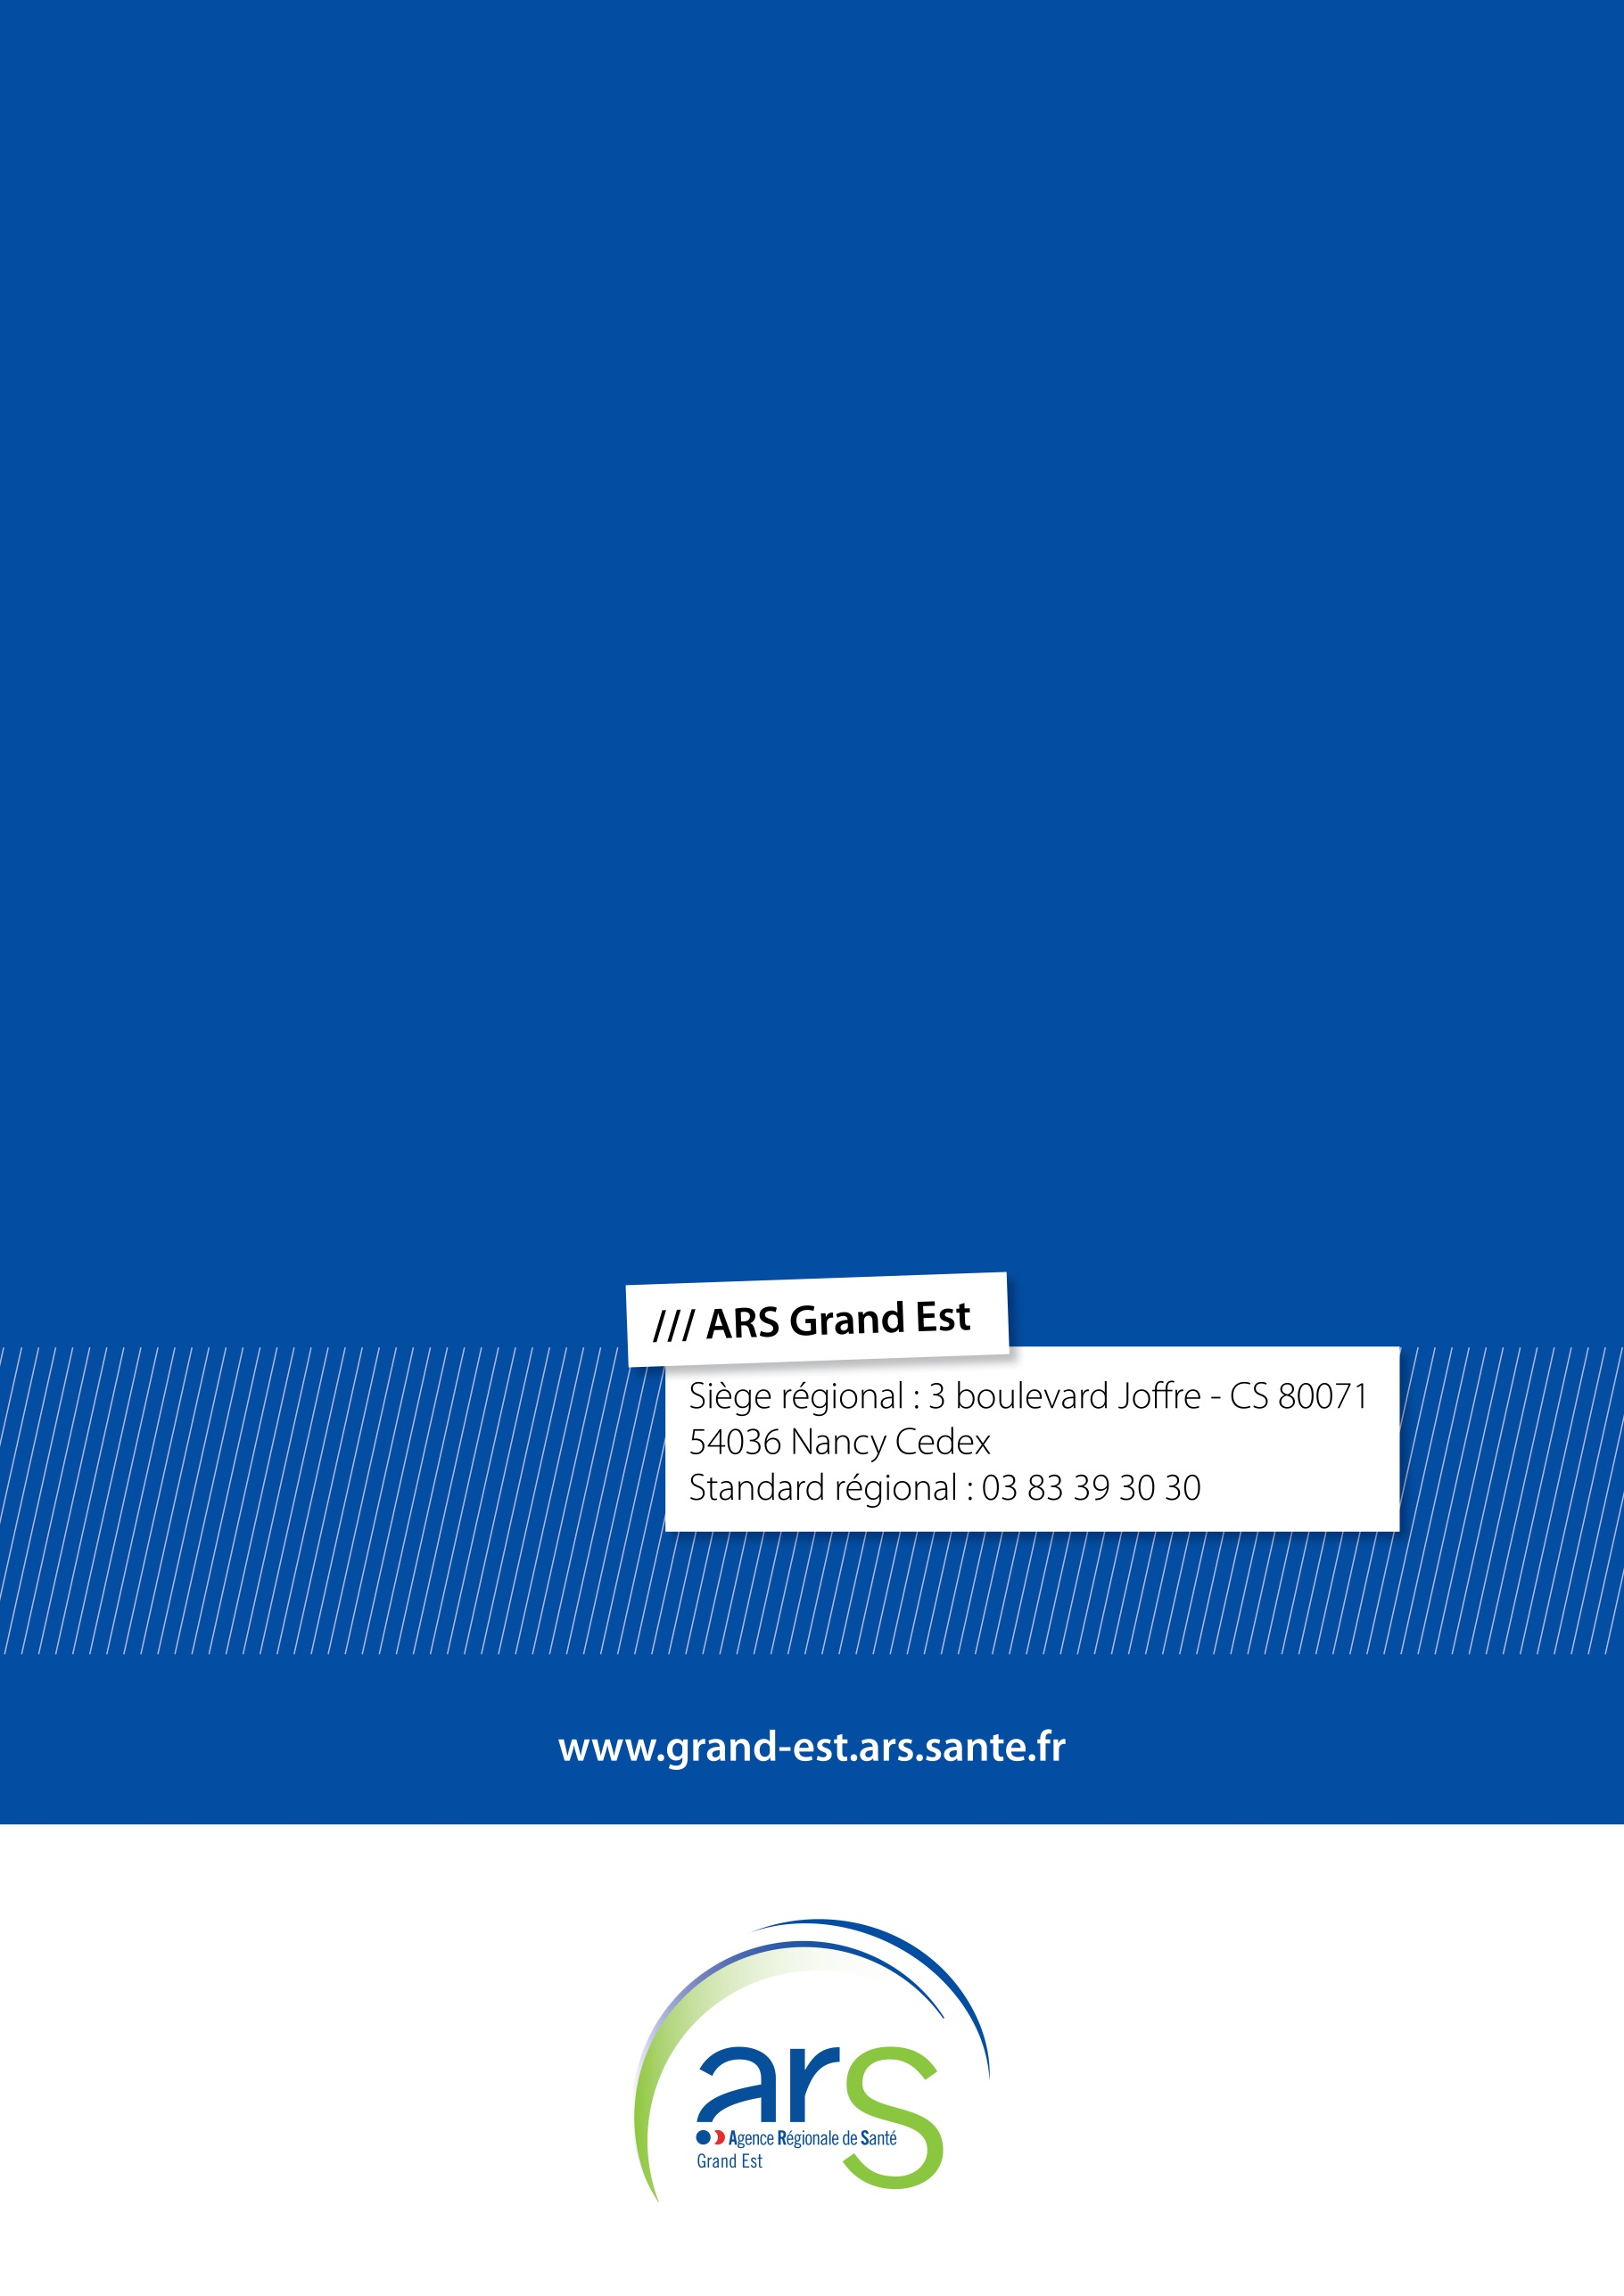 /// ARS Grand Est
Siège régional : 3 boulevard Joffre - CS 80071
54036 Nancy Cedex
Standard régional : 03 83 39 30 30
www.grand-est.ars.sante.fr
ars
Agence Régionale de Santé
Grand Est